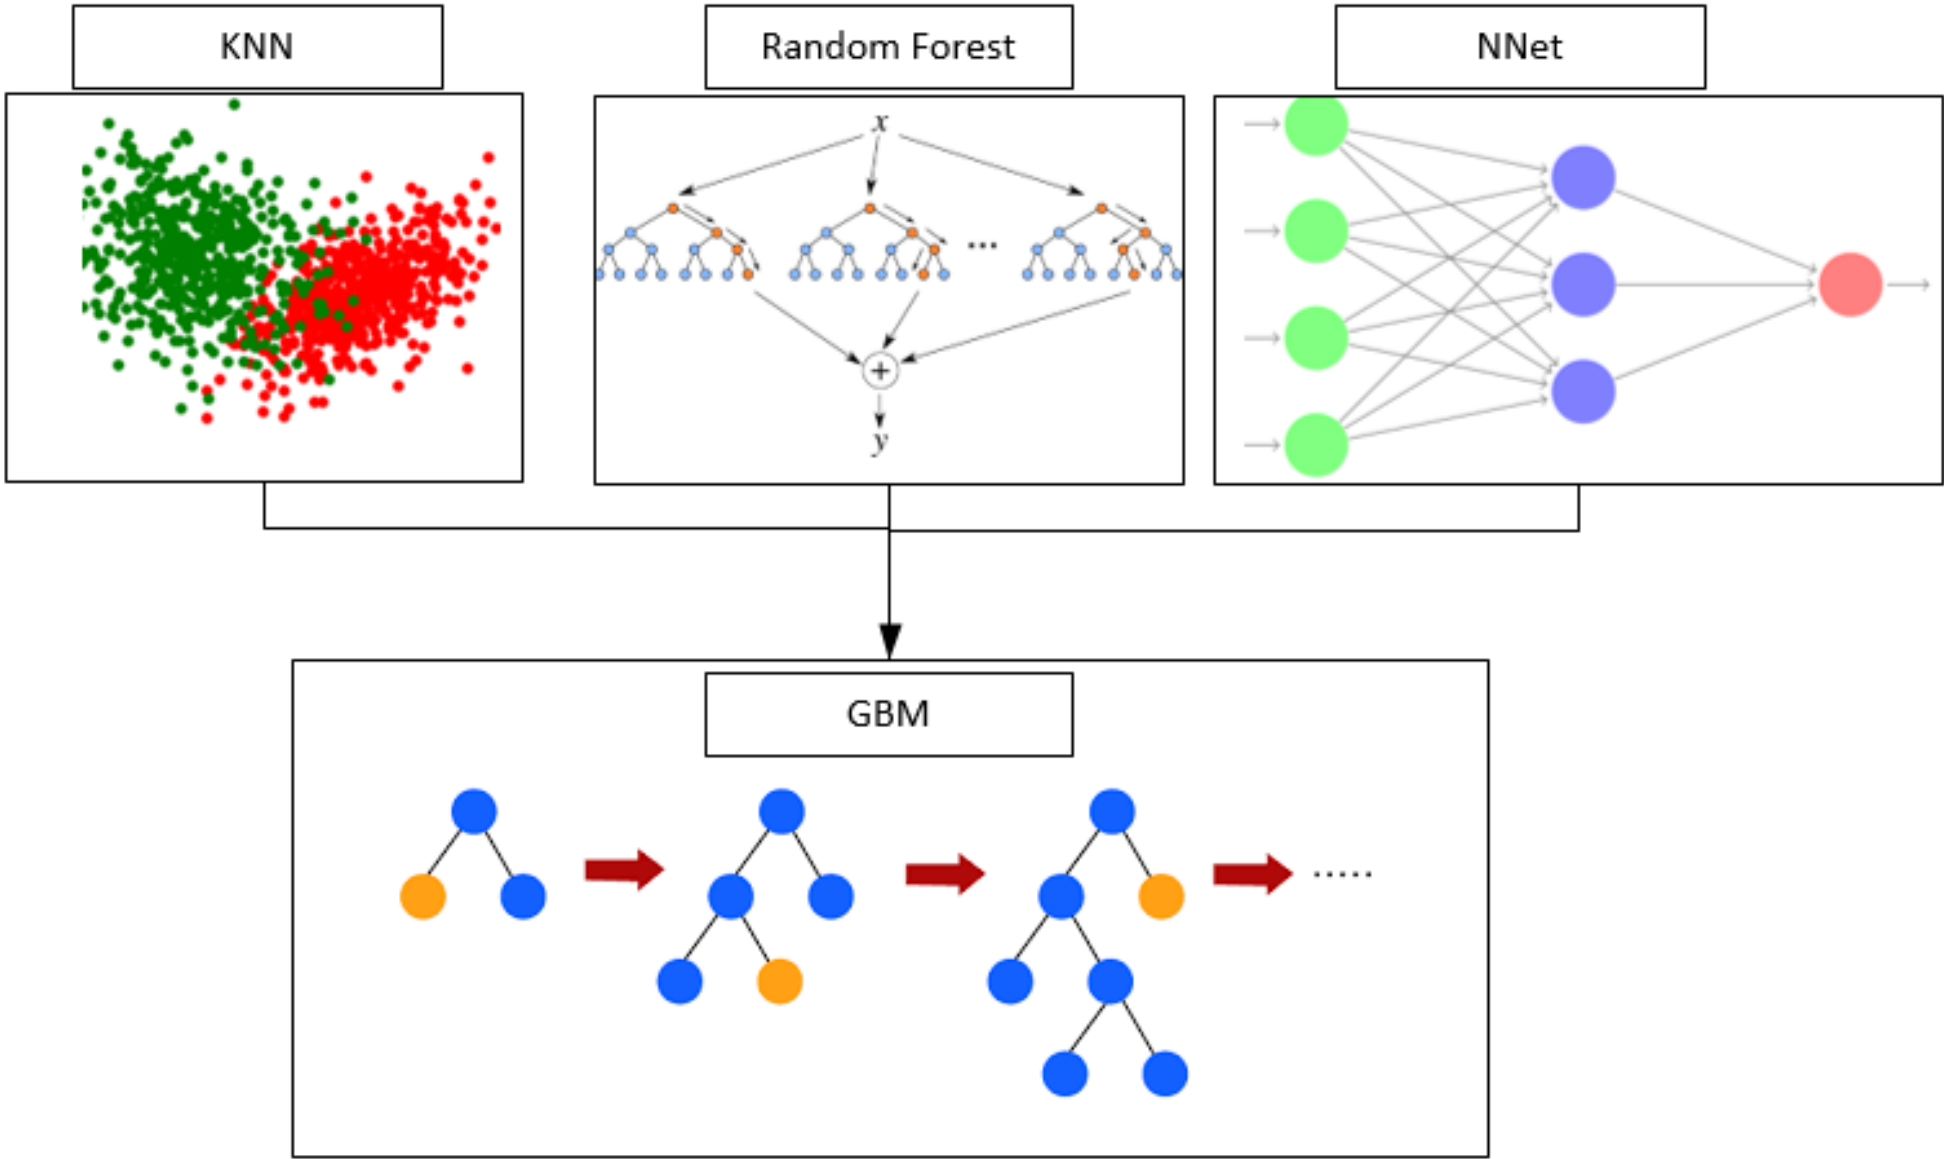 KNN
Random Forest
NNet
x
...
+
y
GBM
.....